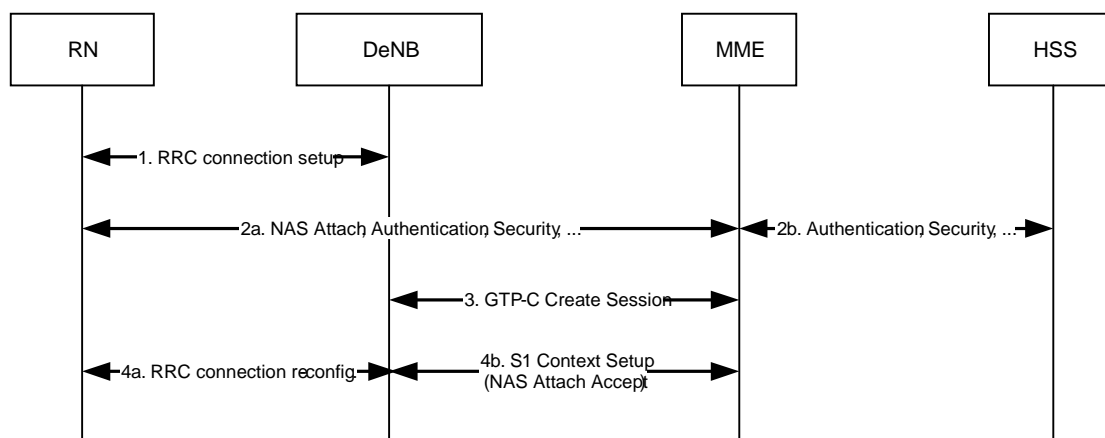 RN
DeNB
MME
HSS
1. RRC connection setup
2a. NAS Attach, Authentication, Security, ...
2b. Authentication, Security, ...
3. GTP-C Create Session
4a. RRC connection reconfig.
4b. S1 Context Setup
(NAS Attach Accept)